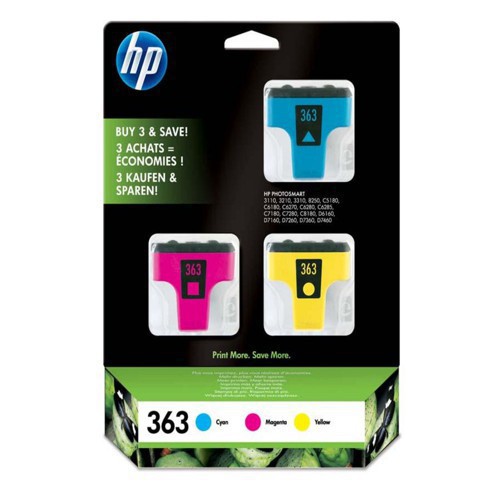 hp
BUY 3 & SAVE!
3 ACHATS =
ÉCONOMIES !
3 KAUFEN &
SPAREN!
363
HP PHOTOSMART
3110, 3210, 3310, 8250, C5180,
C6180, C6270, C6280, C6285,
C7180, C7280, C8180, D6160,
D7160, D7260, D7360, D7460
363
363
Print More. Save More.
363
Cyan
Magenta
Yellow